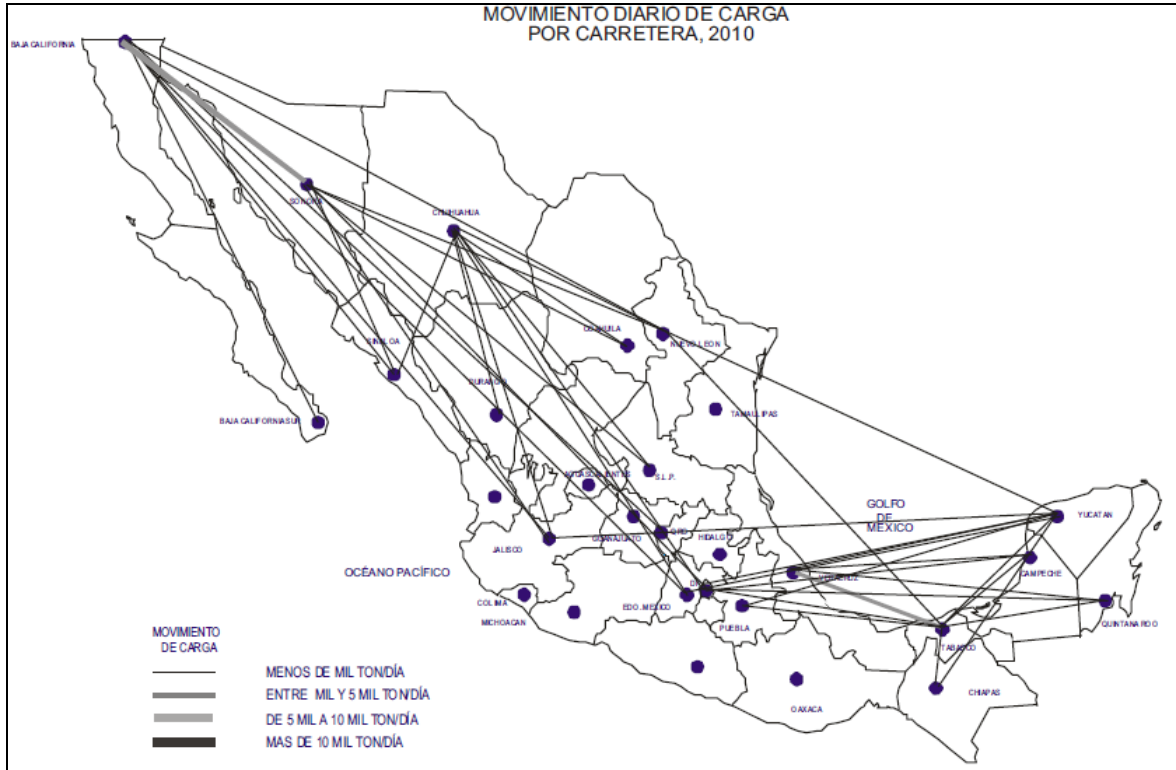 MOVIMIENTO DIARIO DE CARGA
POR CARRETERA, 2010
BAJA CALIFORNIA
SONORA
CHIHUAHUA
COAHUILA
NUEVO LEON
SINALOA
DURANGO
TAMAULIPAS
BAJA CALIFORNIA SUR
AGUASCALIENTES
S.L.P.
GOLFO
DE
MEXICO
YUCATAN
QRO
HIDALGO
GUANAJUATO
JALISCO
OCÉANO PACÍFICO
VERACRUZ
CAMPECHE
DF
COLIMA
EDO. MEXICO
MICHOACAN
PUEBLA
QUINTANA ROO
TABASCO
CHIAPAS
OAXACA
MOVIMIENTO
DE CARGA
MENOS DE MIL TON/DÍA
ENTRE MIL Y 5 MIL TON/DÍA
DE 5 MIL A 10 MIL TON/DÍA
MAS DE 10 MIL TON/DÍA